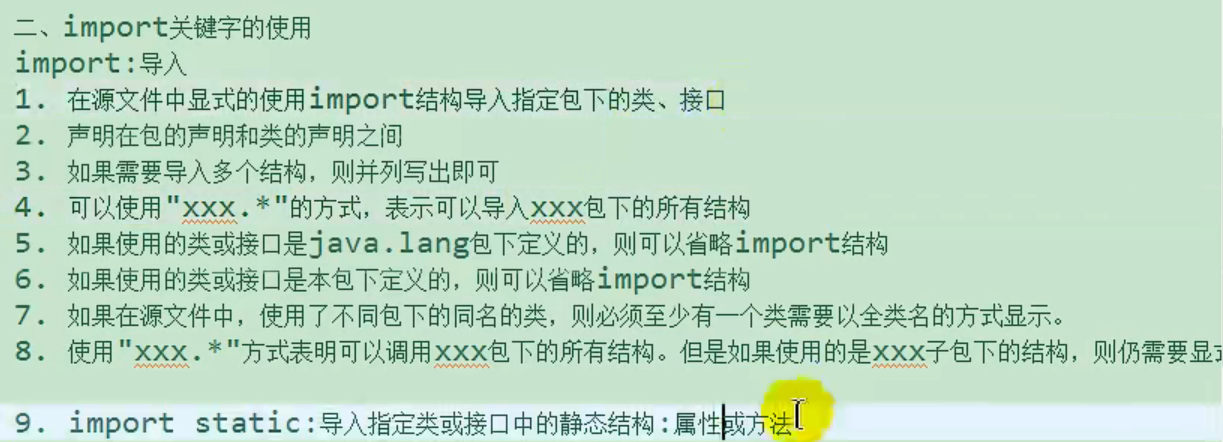 二、import关键字的使用
import:导入
1. 在源文件中显式的使用import结构导入指定包下的类、接口
2. 声明在包的声明和类的声明之间
3. 如果需要导入多个结构，则并列写出即可
4. 可以使用"xxx.*"的方式，表示可以导入xxx包下的所有结构
5. 如果使用的类或接口是java.lang包下定义的，则可以省略import结构
6. 如果使用的类或接口是本包下定义的，则可以省略import结构
7. 如果在源文件中，使用了不同包下的同名的类，则必须至少有一个类需要以全类名的方式显示。
8. 使用"xxx.*"方式表明可以调用xxx包下的所有结构。但是如果使用的是xxx子包下的结构，则仍需要显
9. import static:导入指定类或接口中的静态结构:属性或方法